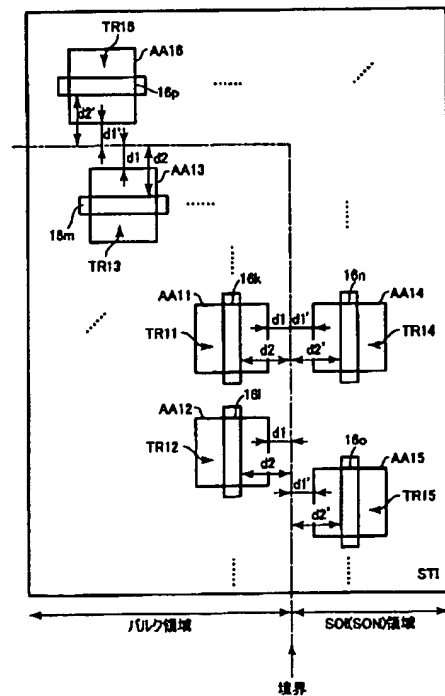 TR16
AA16
16p
d2'
d1'
d1
d2
AA13
16m
TR13
16k
16n
AA11
d1
d1'
AA14
TR11
d2
d2'
TR14
16l
AA12
d1
16o
TR12
d2
AA15
d1'
d2'
TR15
STI
バルク領域
SOI(SON)領域
境界